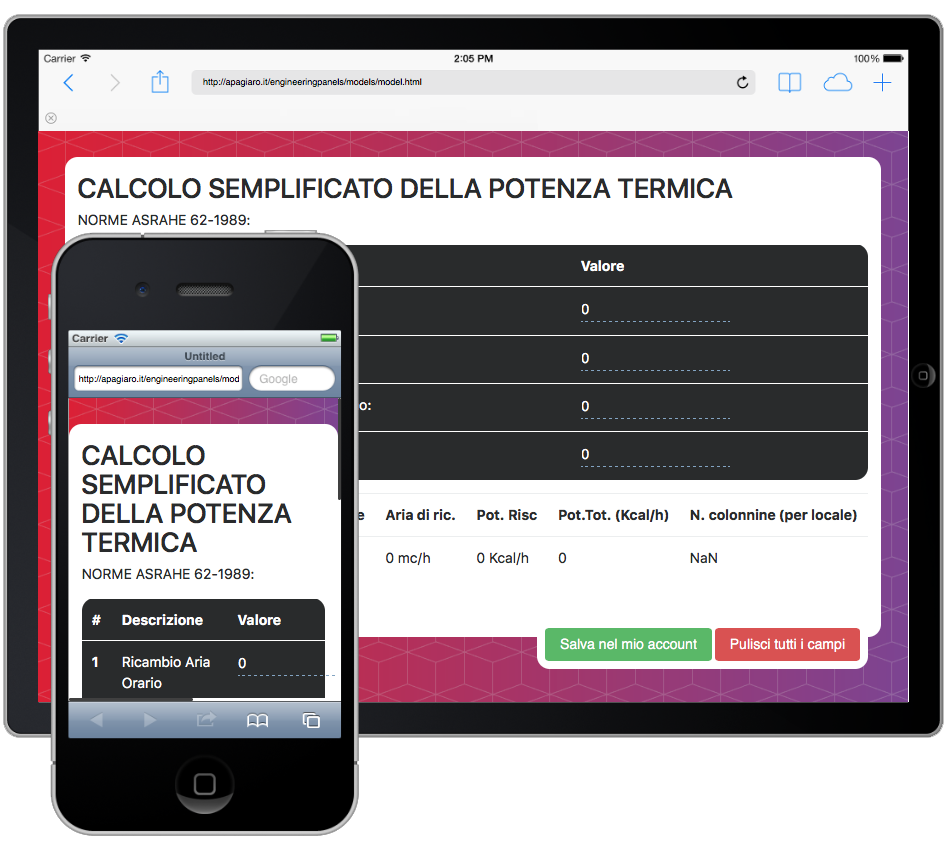 Carrier
2:05 PM
100%
http://apagiaro.it/engineeringpanels/models/model.html
CALCOLO SEMPLIFICATO DELLA POTENZA TERMICA
NORME ASRAHE 62-1989:
Valore
0
0
o: 0
0
e Aria di ric. Pot. Risc Pot.Tot. (Kcal/h) N. colonnine (per locale)
0 mc/h 0 Kcal/h 0 NaN
Salva nel mio account Pulisci tutti i campi
Carrier
Untitled
http://apagiaro.it/engineeringpanels/mod Google
CALCOLO
SEMPLIFICATO
DELLA POTENZA
TERMICA
NORME ASRAHE 62-1989:
# Descrizione Valore
1 Ricambio Aria 0
Orario